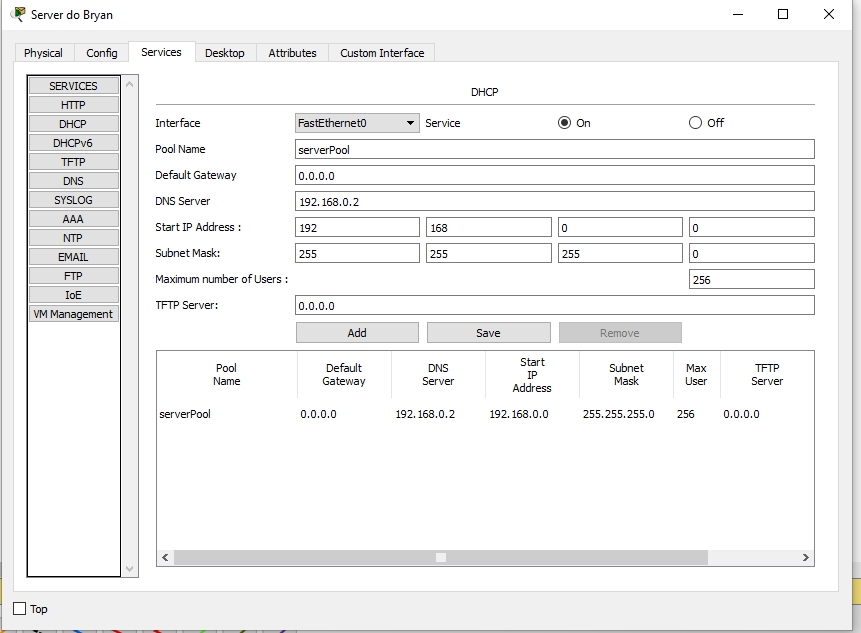 Server do Bryan
Physical Config Services Desktop Attributes Custom Interface
SERVICES
HTTP
DHCP
DHCPv6
TFTP
DNS
SYSLOG
AAA
NTP
EMAIL
FTP
IoE
VM Management
DHCP
Interface FastEthernet0 Service On Off
Pool Name serverPool
Default Gateway 0.0.0.0
DNS Server 192.168.0.2
Start IP Address : 192 168 0 0
Subnet Mask: 255 255 255 0
Maximum number of Users : 256
TFTP Server: 0.0.0.0
Add Save Remove
Pool Name Default Gateway DNS Server Start IP Address Subnet Mask Max User TFTP Server
serverPool 0.0.0.0 192.168.0.2 192.168.0.0 255.255.255.0 256 0.0.0.0
Top